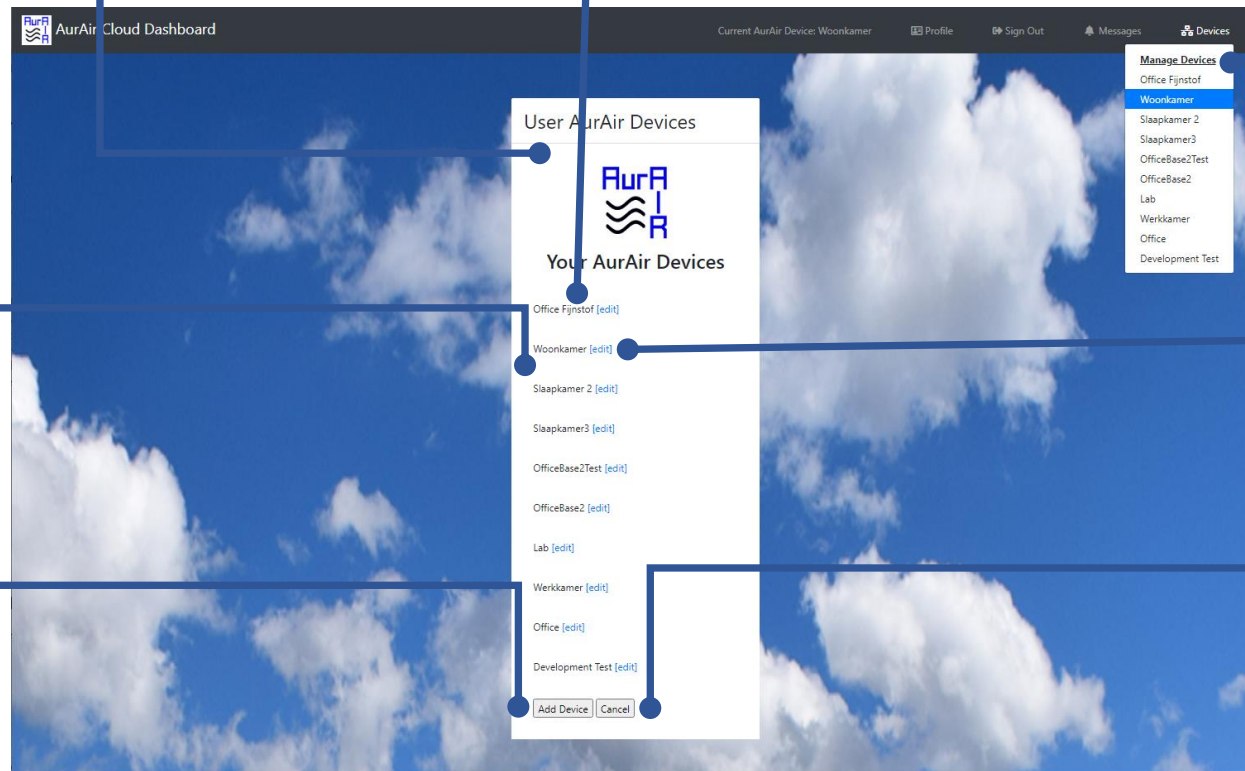 AurAIR
AurAir Cloud Dashboard
Current AurAir Device: Woonkamer
Profile
Sign Out
Messages
Devices
Manage Devices
Office Fijnstof
Woonkamer
Slaapkamer 2
Slaapkamer3
OfficeBase2Test
OfficeBase2
Lab
Werkkamer
Office
Development Test
User AurAir Devices
AurAIR
Your AurAir Devices
Office Fijnstof [edit]
Woonkamer [edit]
Slaapkamer 2 [edit]
Slaapkamer3 [edit]
OfficeBase2Test [edit]
OfficeBase2 [edit]
Lab [edit]
Werkkamer [edit]
Office [edit]
Development Test [edit]
Add Device Cancel